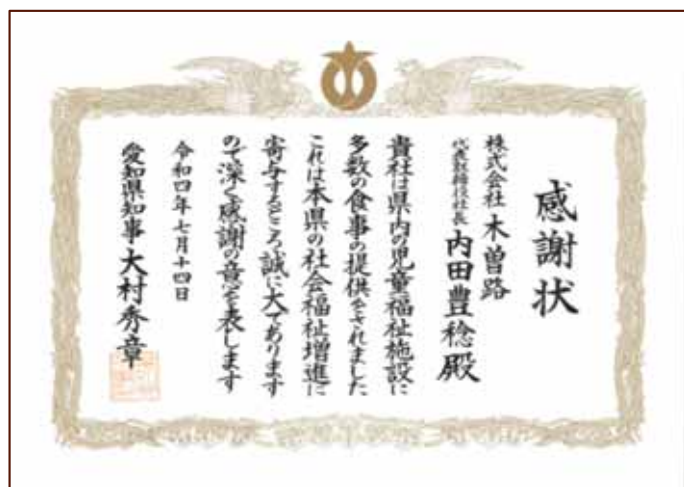 感謝状
株式会社 木曽路
代表取締役社長 内田豊稔殿
貴社は県内の児童福祉施設に
多数の食事の提供をされました
これは本県の社会福祉増進に
寄与するところ誠に大であります
ので深く感謝の意を表します
令和四年七月十四日
愛知県知事 大村秀章